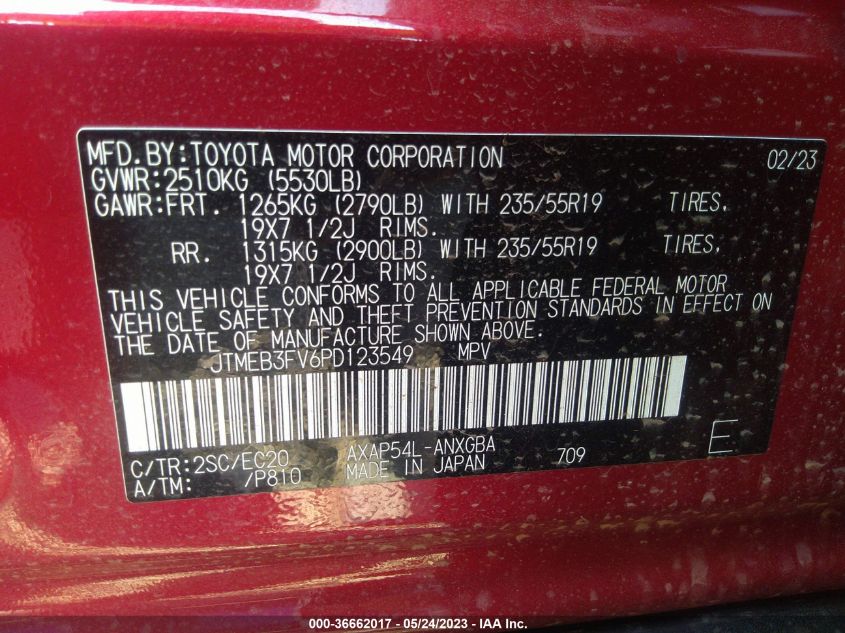 MFD.BY:TOYOTA MOTOR CORPORATION 02/23
GVWR:2510KG (5530LB)
GAWR:FRT. 1265KG (2790LB) WITH 235/55R19 TIRES,
19X7 1/2J RIMS.
RR. 1315KG (2900LB) WITH 235/55R19 TIRES,
19X7 1/2J RIMS.
THIS VEHICLE CONFORMS TO ALL APPLICABLE FEDERAL MOTOR
VEHICLE SAFETY AND THEFT PREVENTION STANDARDS IN EFFECT ON
THE DATE OF MANUFACTURE SHOWN ABOVE.
JTMEB3FV6PD123549 MPV
C/TR:2SC/EC20 AXAP54L-ANXGBA E
A/TM: /P810 MADE IN JAPAN 709
000-36662017 - 05/24/2023 - IAA Inc.